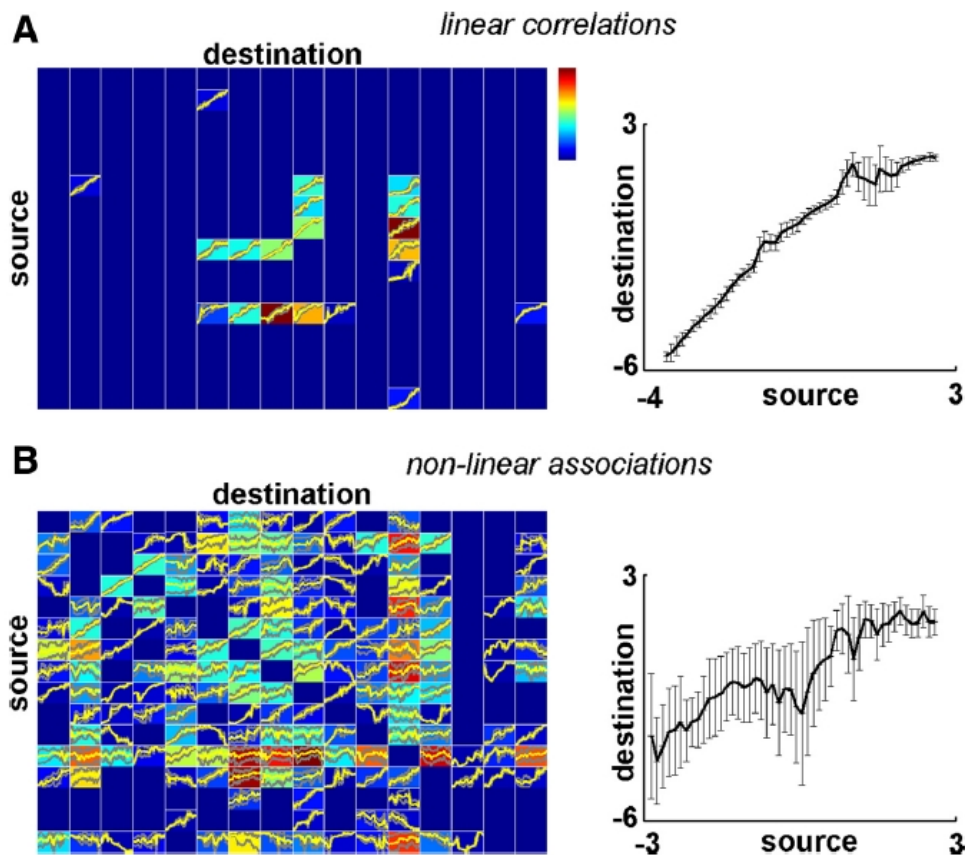 A
linear correlations
destination
source
3
destination
-6
-4
source
3
B
non-linear associations
destination
source
3
destination
-6
-3
source
3